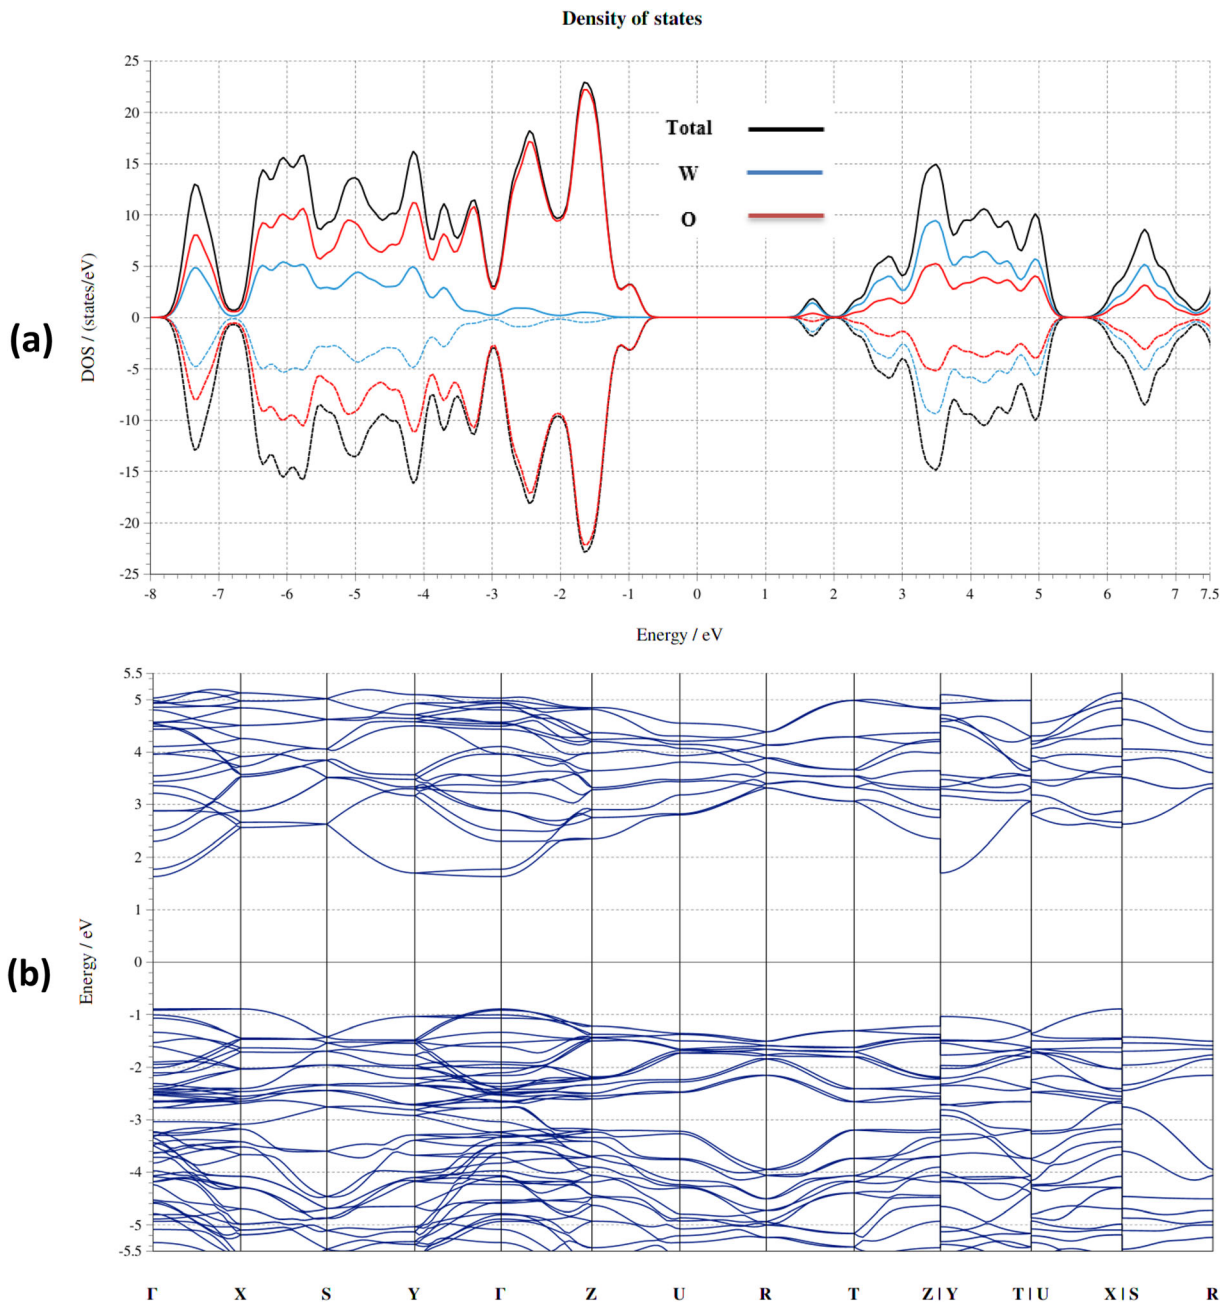 Density of states
25
20
15
10
5
0
-5
-10
-15
-20
-25
DOS / (states/eV)
Total
W
O
(a)
-8 -7 -6 -5 -4 -3 -2 -1 0 1 2 3 4 5 6 7 7.5
Energy / eV
5.5
5
4
3
2
1
0
-1
-2
-3
-4
-5
-5.5
Energy / eV
(b)
Γ X S Y Γ Z U R T Z|Y T|U X|S R